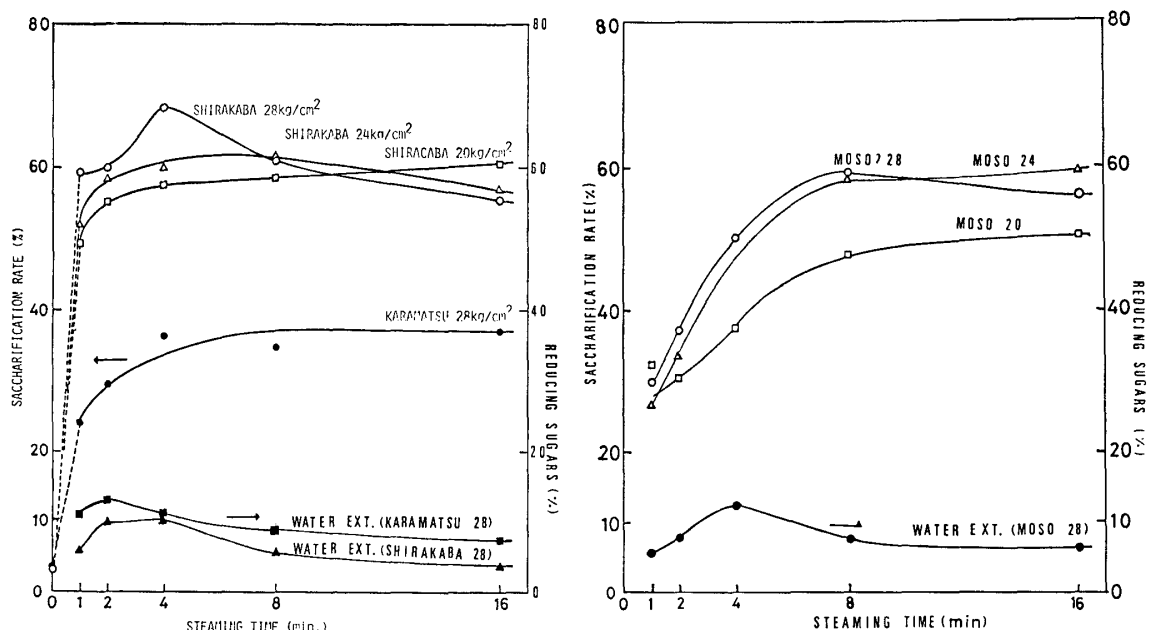 80
60
40
20
10
0
SACCHARIFICATION RATE (%)
0 1 2 4 8 16
STEAMING TIME (min.)
80
60
40
20
0
REDUCING SUGARS (%)
SHIRAKABA 28kg/cm²
SHIRAKABA 24kg/cm²
SHIRACABA 20kg/cm²
KARAMATSU 28kg/cm²
WATER EXT. (KARAMATSU 28)
WATER EXT. (SHIRAKABA 28)
80
60
40
20
10
0
SACCHARIFICATION RATE (%)
0 1 2 4 8 16
STEAMING TIME (min)
80
60
40
20
10
0
REDUCING SUGARS (%)
MOSO 28
MOSO 24
MOSO 20
WATER EXT. (MOSO 28)